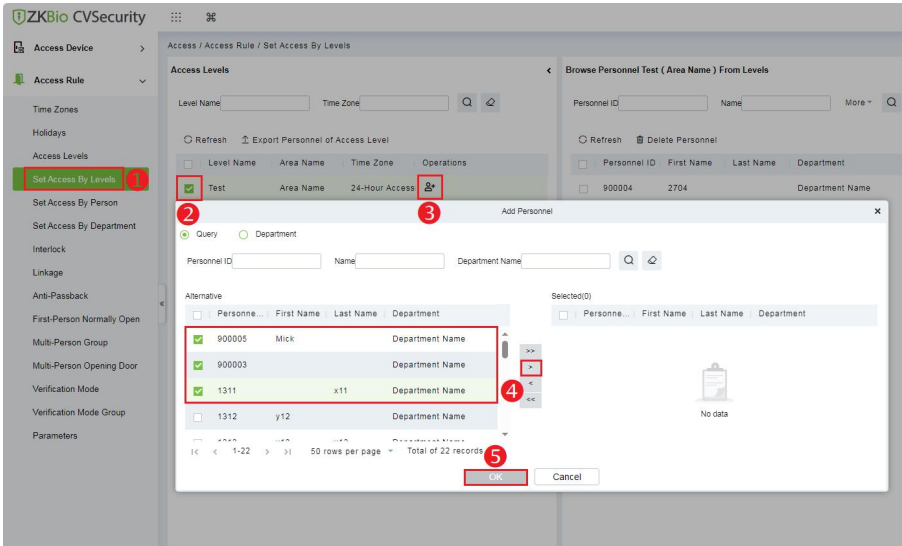 ZKBio CVSecurity
Access Device
Access Rule
Time Zones
Holidays
Access Levels
Set Access By Levels 1
Set Access By Person
Set Access By Department
Interlock
Linkage
Anti-Passback
First-Person Normally Open
Multi-Person Group
Multi-Person Opening Door
Verification Mode
Verification Mode Group
Parameters
Access / Access Rule / Set Access By Levels
Access Levels
Level Name Time Zone
Refresh Export Personnel of Access Level
Level Name Area Name Time Zone Operations
Test Area Name 24-Hour Access
2 3
Browse Personnel Test ( Area Name ) From Levels
Personnel ID Name More
Refresh Delete Personnel
Personnel ID First Name Last Name Department
900004 2704 Department Name
Add Personnel
Query Department
Personnel ID Name Department Name
Alternative
Personne... First Name Last Name Department
900005 Mick Department Name
900003 Department Name
1311 x11 Department Name
1312 y12 Department Name
|< < 1-22 > >| 50 rows per page Total of 22 records
>>
>
<
<<
4
Selected(0)
Personne... First Name Last Name Department
No data
5
OK Cancel